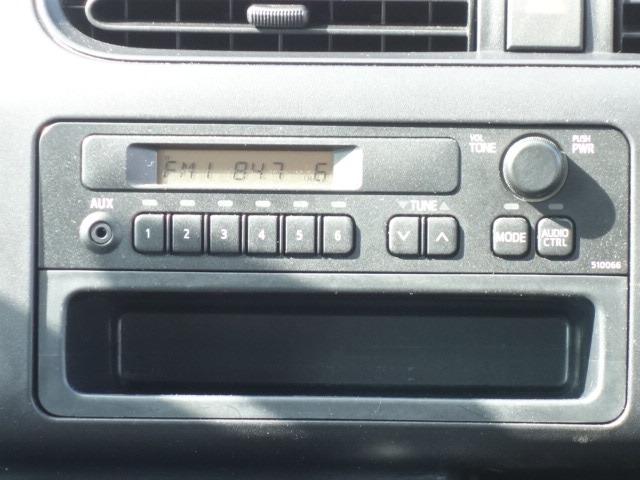 FM1 84.7 6
VOL
TONE
PUSH
PWR
AUX
TUNE
1 2 3 4 5 6
MODE
AUDIO
CTRL
510066